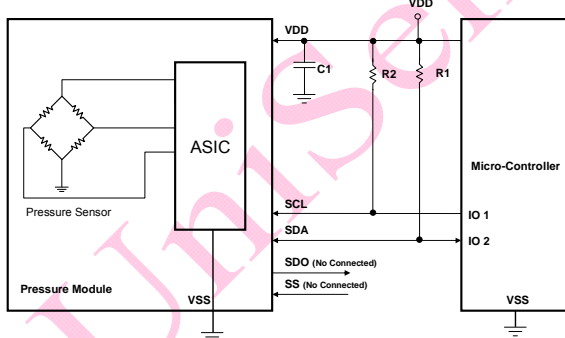 VDD
VDD
C1
R2
R1
ASIC
Micro-Controller
Pressure Sensor
SCL
IO 1
SDA
IO 2
SDO (No Connected)
SS (No Connected)
Pressure Module
VSS
VSS
UniSen